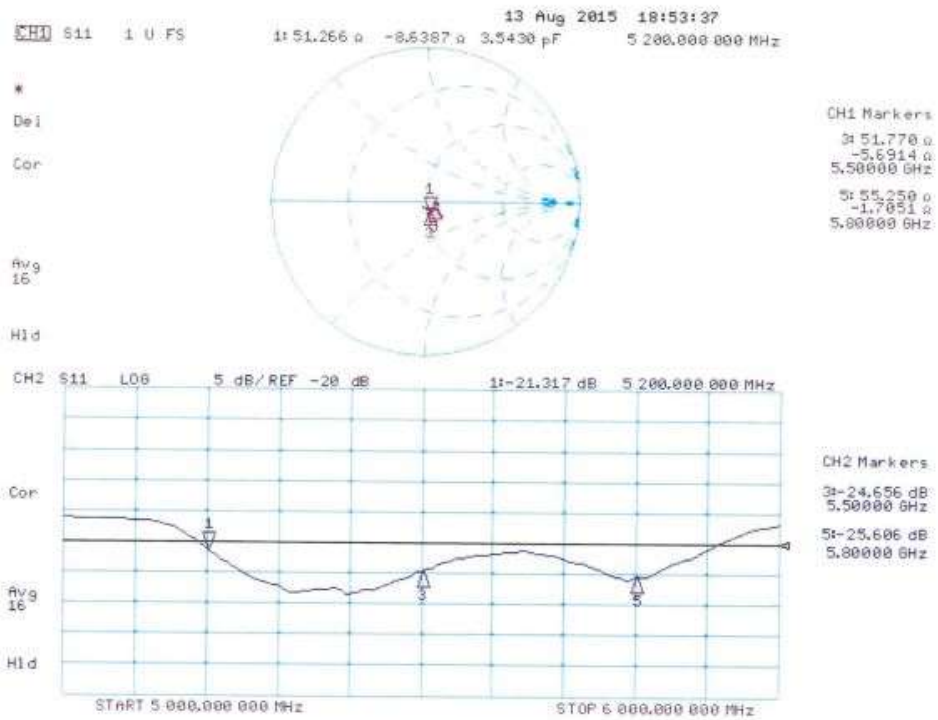 13 Aug 2015 18:53:37
CH1 S11 1 U FS 1: 51.266 Ω -8.6387 Ω 3.5430 pF 5 200.000 000 MHz
*
Del
Cor
Avg
16
Hld
CH1 Markers
3: 51.770 Ω
-5.6914 Ω
5.50000 GHz
5: 55.250 Ω
-1.7051 Ω
5.80000 GHz
1
CH2 S11 LOG 5 dB/REF -20 dB 1:-21.317 dB 5 200.000 000 MHz
Cor
Avg
16
Hld
CH2 Markers
3:-24.656 dB
5.50000 GHz
5:-25.606 dB
5.80000 GHz
1
3
5
START 5 000.000 000 MHz STOP 6 000.000 000 MHz